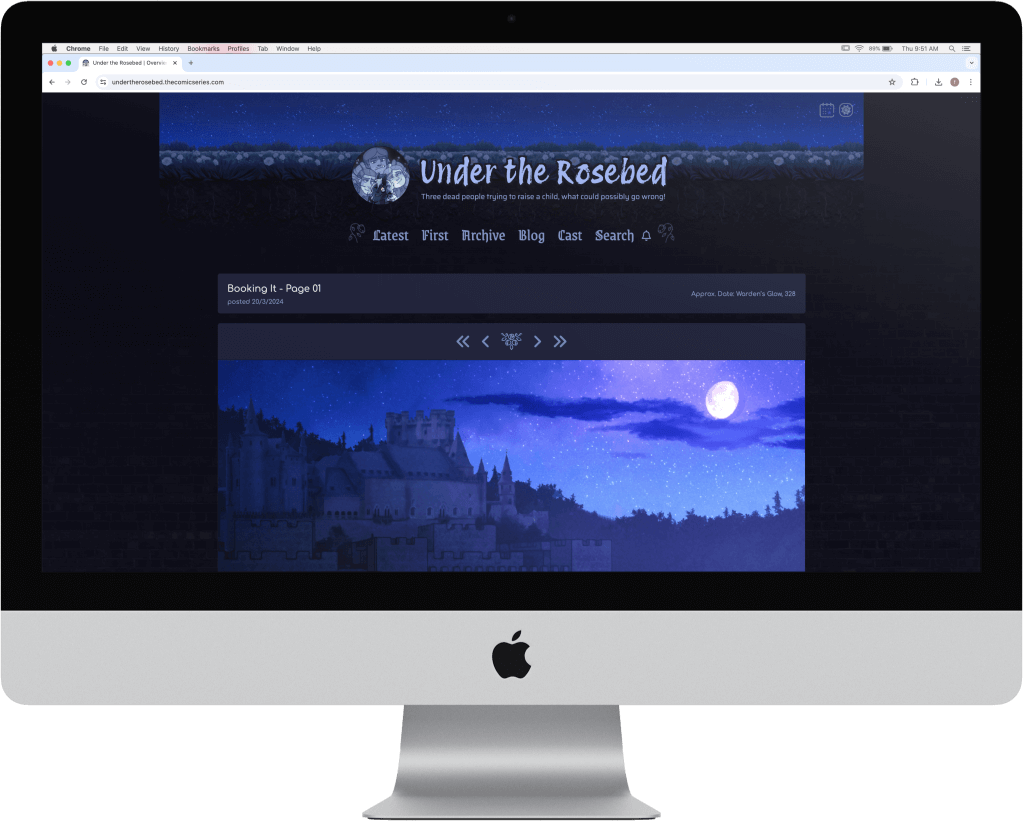 Chrome File Edit View History Bookmarks Profiles Tab Window Help 89% Thu 9:51 AM
Under the Rosebed | Overvie
undertherosebed.thecomicseries.com
Under the Rosebed
Three dead people trying to raise a child, what could possibly go wrong!
Latest First Archive Blog Cast Search
Booking It - Page 01
posted 20/3/2024
Approx. Date: Warden's Glow, 328